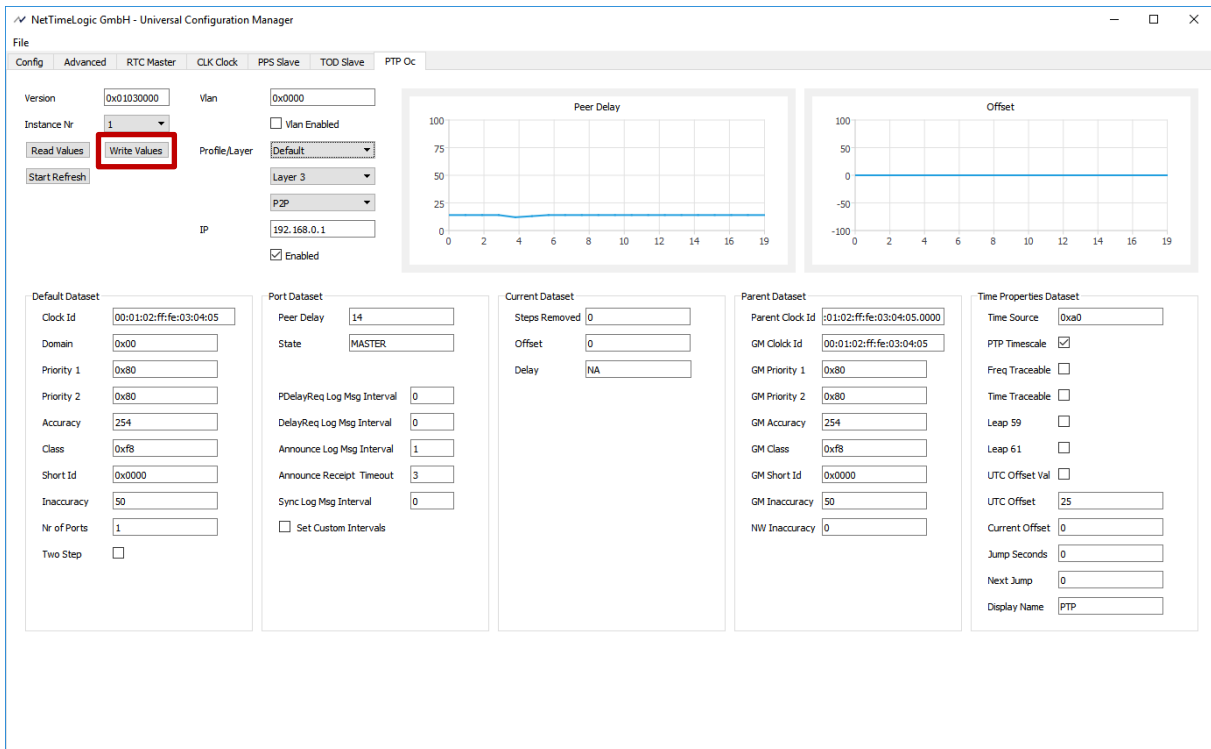 NetTimeLogic GmbH - Universal Configuration Manager
File
Config Advanced RTC Master CLK Clock PPS Slave TOD Slave PTP Oc
Version 0x01030000 Vlan 0x0000
Instance Nr 1 Vlan Enabled
Read Values Write Values Profile/Layer Default
Start Refresh Layer 3
P2P
IP 192.168.0.1
Enabled
Peer Delay
100
75
50
25
0
0 2 4 6 8 10 12 14 16 19
Offset
100
50
0
-50
-100
0 2 4 6 8 10 12 14 16 19
Default Dataset
Clock Id 00:01:02:ff:fe:03:04:05
Domain 0x00
Priority 1 0x80
Priority 2 0x80
Accuracy 254
Class 0xf8
Short Id 0x0000
Inaccuracy 50
Nr of Ports 1
Two Step
Port Dataset
Peer Delay 14
State MASTER
PDelayReq Log Msg Interval 0
DelayReq Log Msg Interval 0
Announce Log Msg Interval 1
Announce Receipt Timeout 3
Sync Log Msg Interval 0
Set Custom Intervals
Current Dataset
Steps Removed 0
Offset 0
Delay NA
Parent Dataset
Parent Clock Id :01:02:ff:fe:03:04:05.0000
GM Clolck Id 00:01:02:ff:fe:03:04:05
GM Priority 1 0x80
GM Priority 2 0x80
GM Accuracy 254
GM Class 0xf8
GM Short Id 0x0000
GM Inaccuracy 50
NW Inaccuracy 0
Time Properties Dataset
Time Source 0xa0
PTP Timescale
Freq Traceable
Time Traceable
Leap 59
Leap 61
UTC Offset Val
UTC Offset 25
Current Offset 0
Jump Seconds 0
Next Jump 0
Display Name PTP